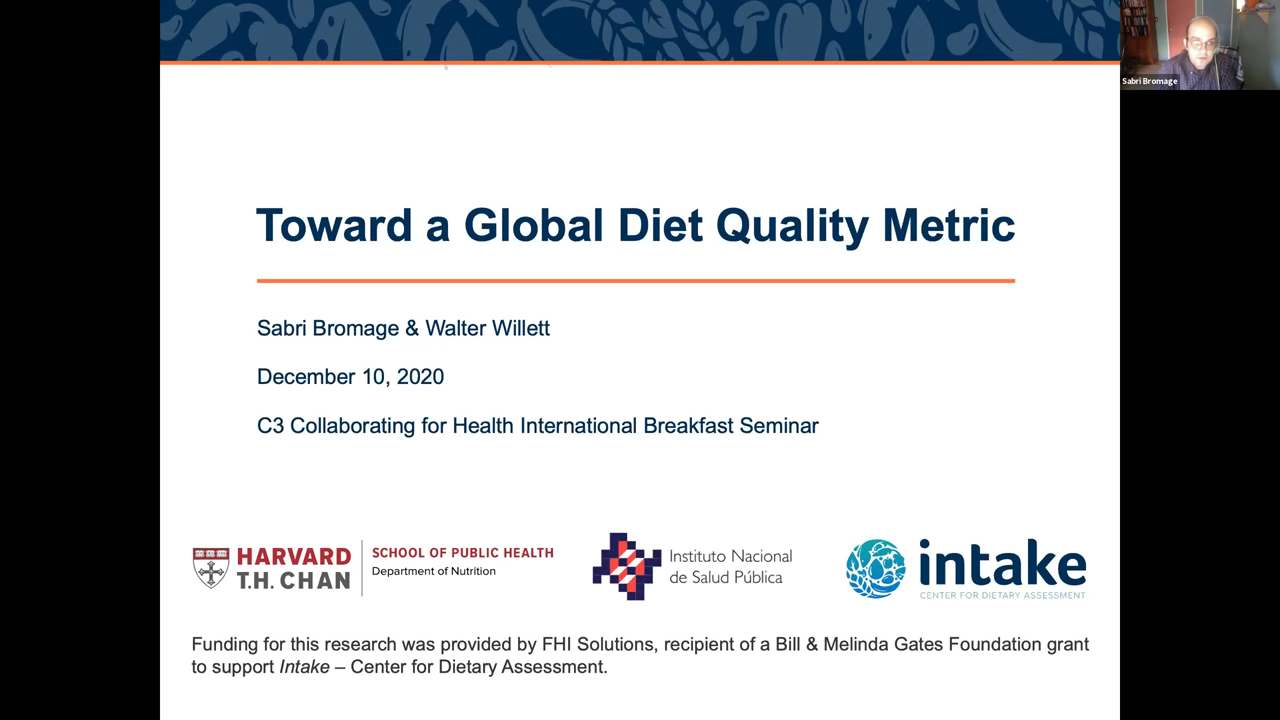 Sabri Bromage
Toward a Global Diet Quality Metric
Sabri Bromage & Walter Willett
December 10, 2020
C3 Collaborating for Health International Breakfast Seminar
HARVARD
T.H. CHAN
SCHOOL OF PUBLIC HEALTH
Department of Nutrition
Instituto Nacional
de Salud Pública
intake
CENTER FOR DIETARY ASSESSMENT
Funding for this research was provided by FHI Solutions, recipient of a Bill & Melinda Gates Foundation grant
to support Intake – Center for Dietary Assessment.